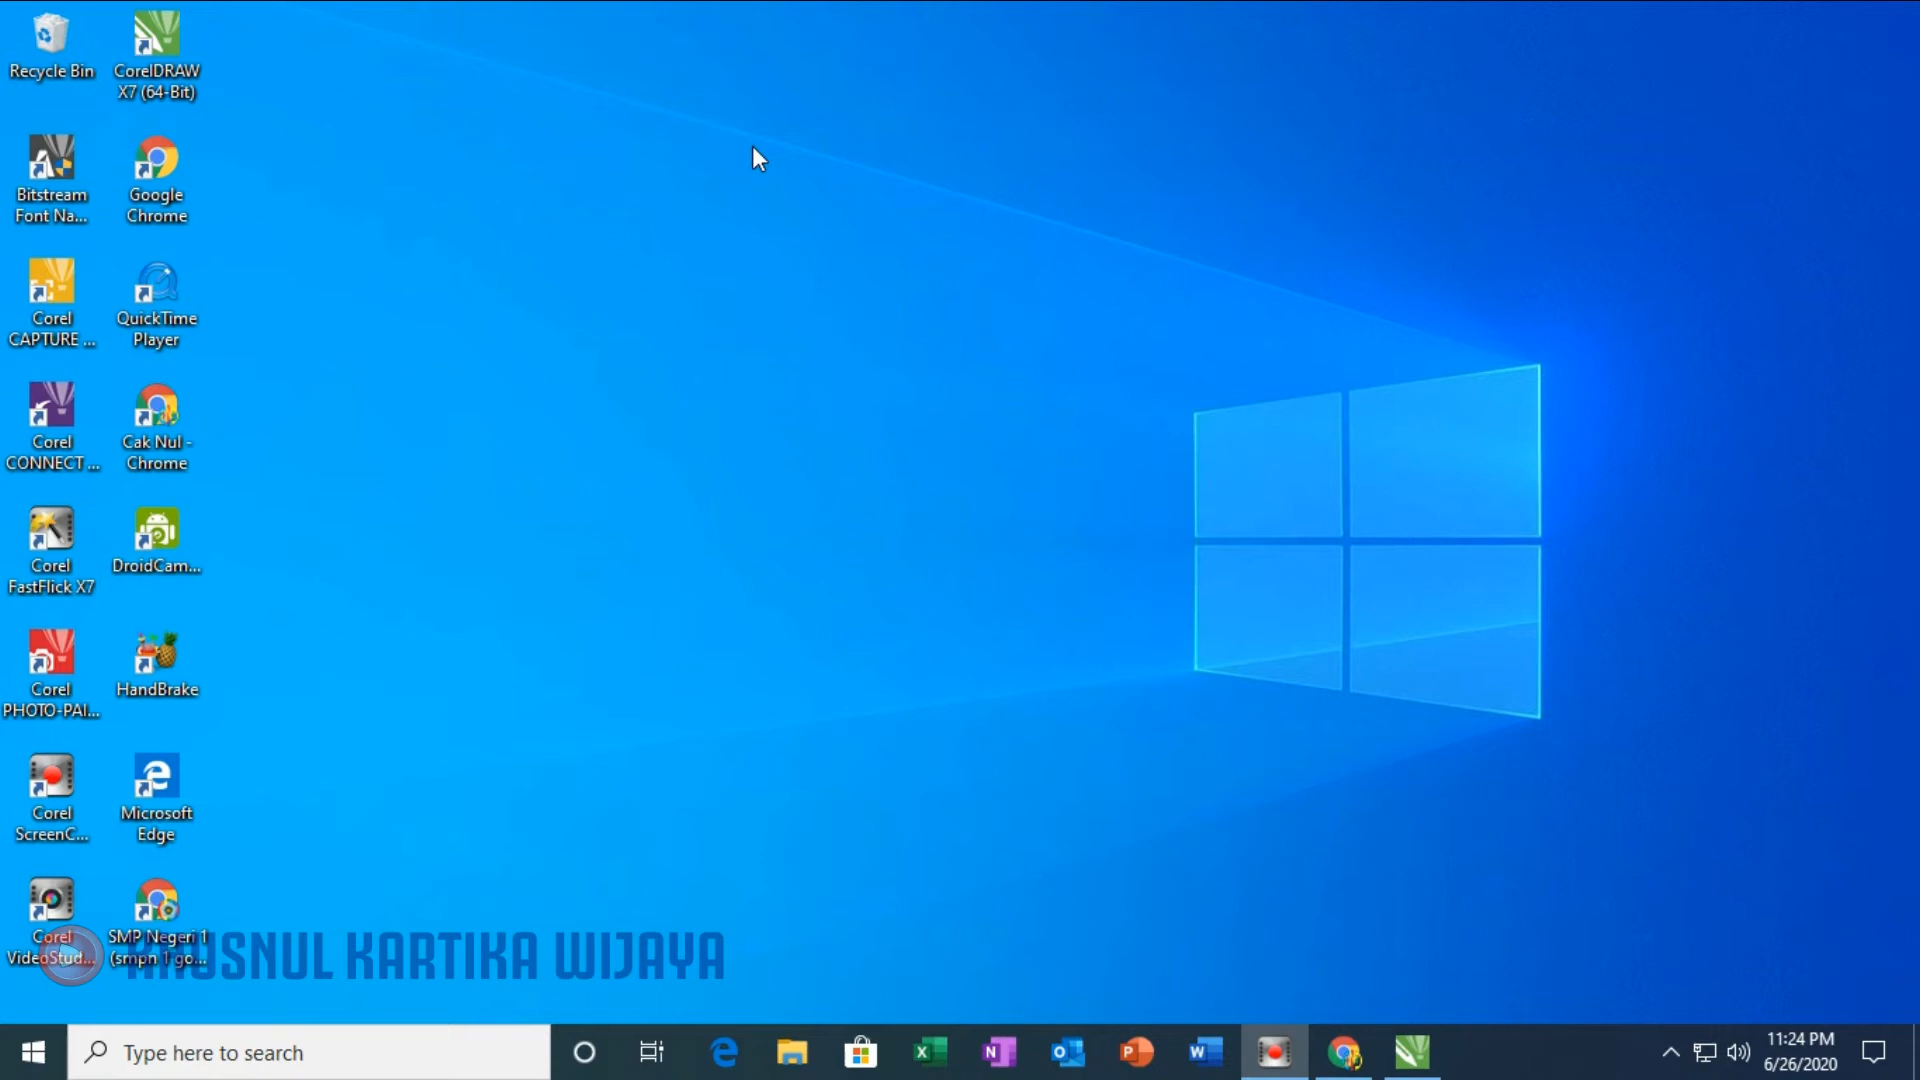 Recycle Bin
CorelDRAW
X7 (64-Bit)
Bitstream
Font Na...
Google
Chrome
Corel
CAPTURE ...
QuickTime
Player
Corel
CONNECT ...
Cak Nul -
Chrome
Corel
FastFlick X7
DroidCam...
Corel
PHOTO-PAI...
HandBrake
Corel
ScreenC...
Microsoft
Edge
Corel
VideoStud...
SMP Negeri 1
(smpn 1 go...
KHUSNUL KARTIKA WIJAYA
Type here to search
11:24 PM
6/26/2020